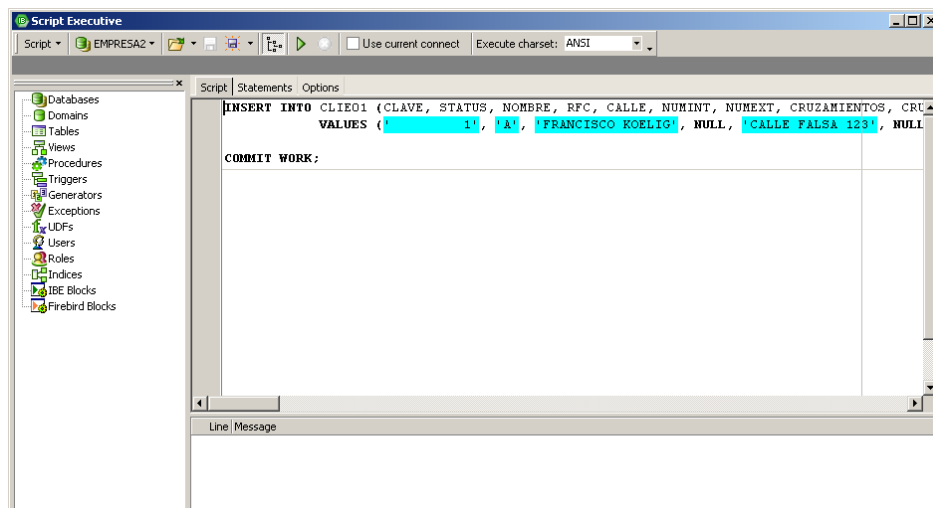 Script Executive
Script EMPRESA2 Use current connect Execute charset: ANSI
Script Statements Options
Databases
Domains
Tables
Views
Procedures
Triggers
Generators
Exceptions
UDFs
Users
Roles
Indices
IBE Blocks
Firebird Blocks
INSERT INTO CLIE01 (CLAVE, STATUS, NOMBRE, RFC, CALLE, NUMINT, NUMEXT, CRUZAMIENTOS, CRU
VALUES ('         1', 'A', 'FRANCISCO KOELIG', NULL, 'CALLE FALSA 123', NULL
COMMIT WORK;
Line Message